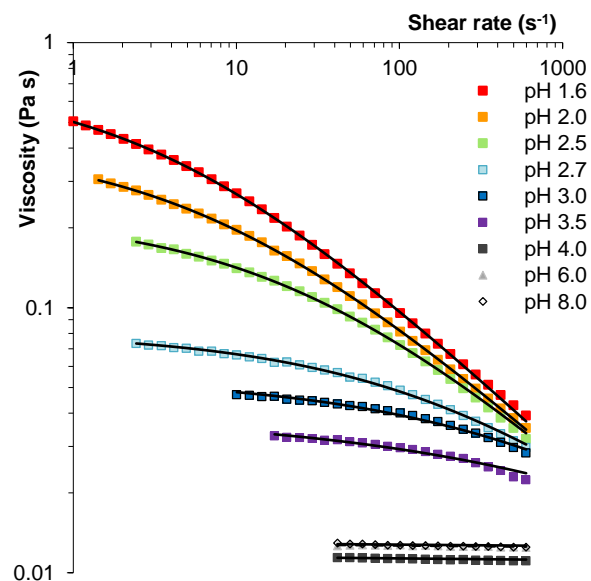 Shear rate (s⁻¹)
1
1
10
100
1000
Viscosity (Pa s)
pH 1.6
pH 2.0
pH 2.5
pH 2.7
pH 3.0
pH 3.5
pH 4.0
pH 6.0
pH 8.0
0.1
0.01